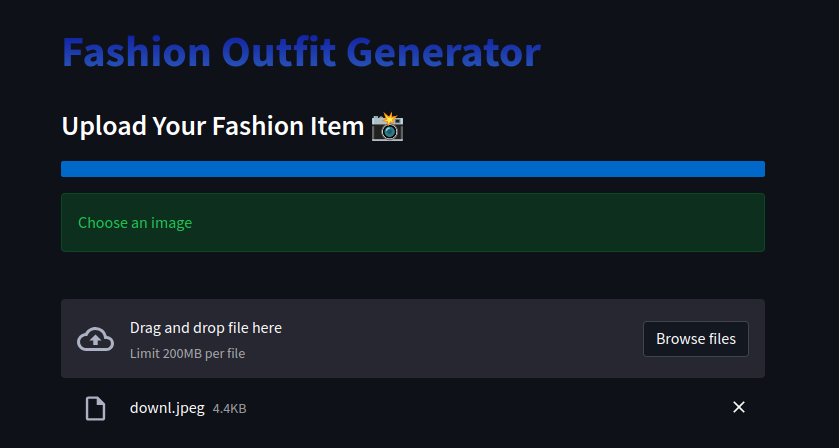 Fashion Outfit Generator
Upload Your Fashion Item 📸
Choose an image
Drag and drop file here
Limit 200MB per file
Browse files
downl.jpeg 4.4KB